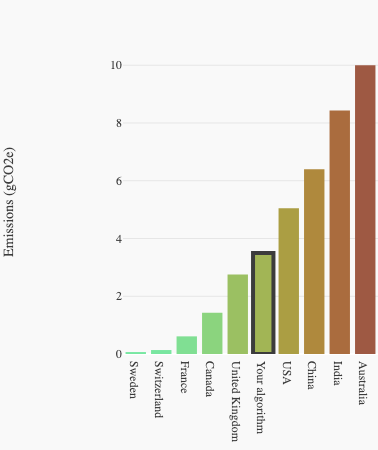 Emissions (gCO2e)
10
8
6
4
2
0
Sweden
Switzerland
France
Canada
United Kingdom
Your algorithm
USA
China
India
Australia